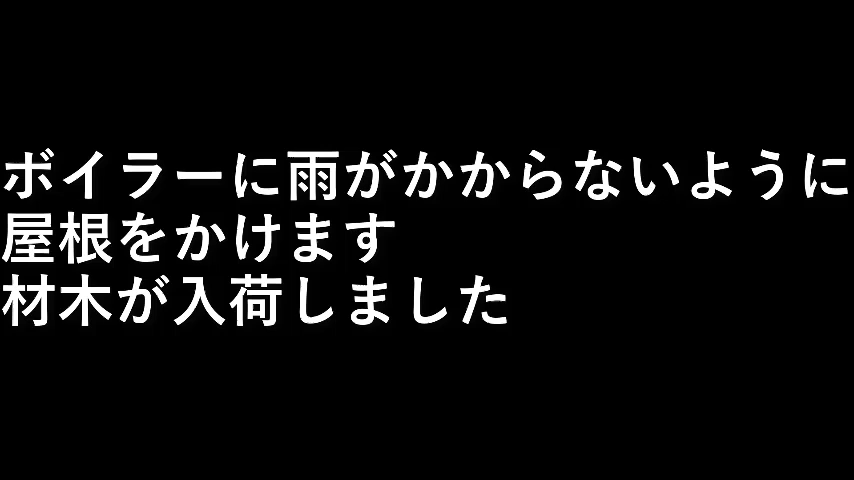 ボイラーに雨がかからないように
屋根をかけます
材木が入荷しました